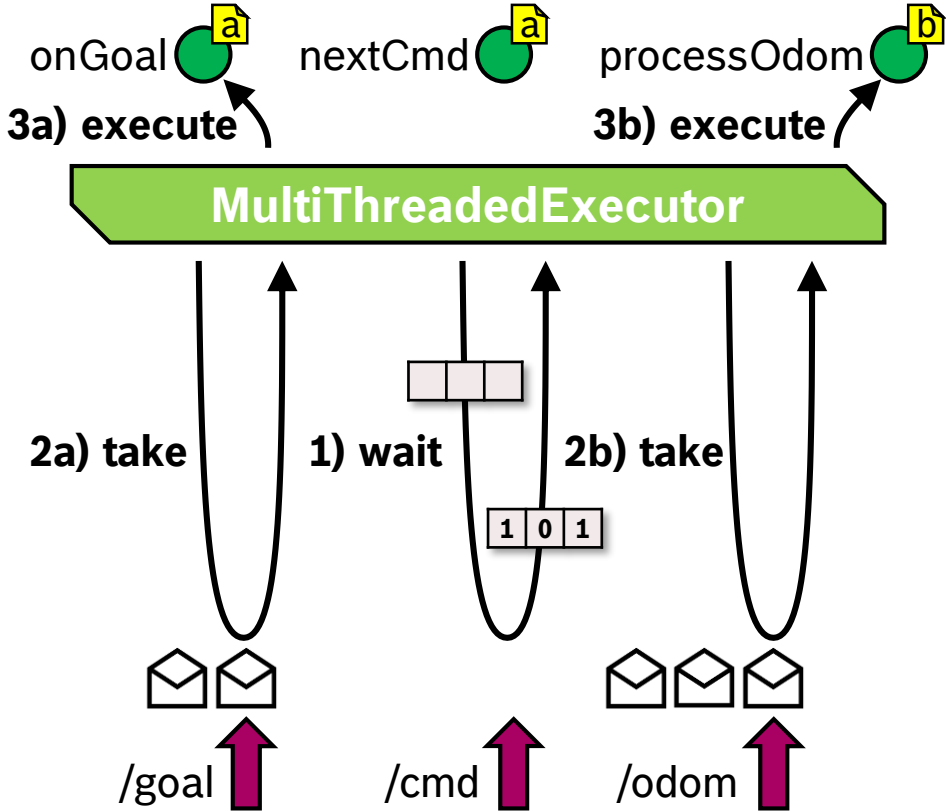 onGoal a nextCmd a processOdom b
3a) execute 3b) execute
MultiThreadedExecutor
2a) take 1) wait 2b) take
1 0 1
/goal /cmd /odom